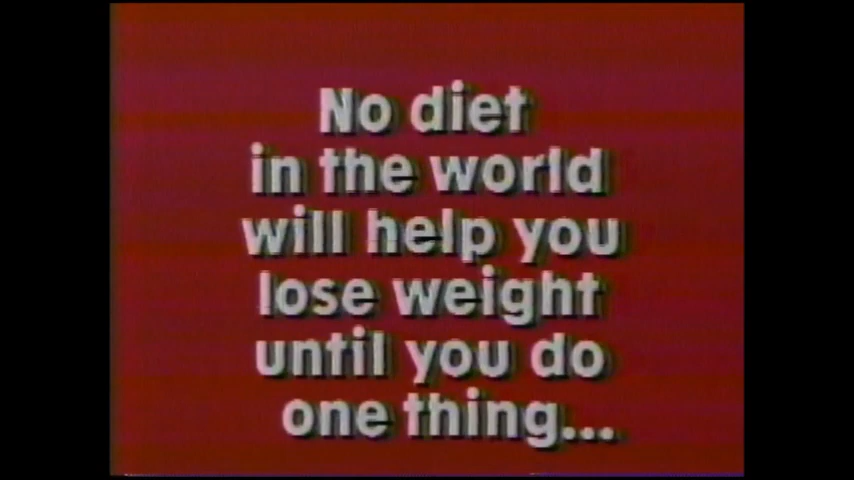 No diet
in the world
will help you
lose weight
until you do
one thing...